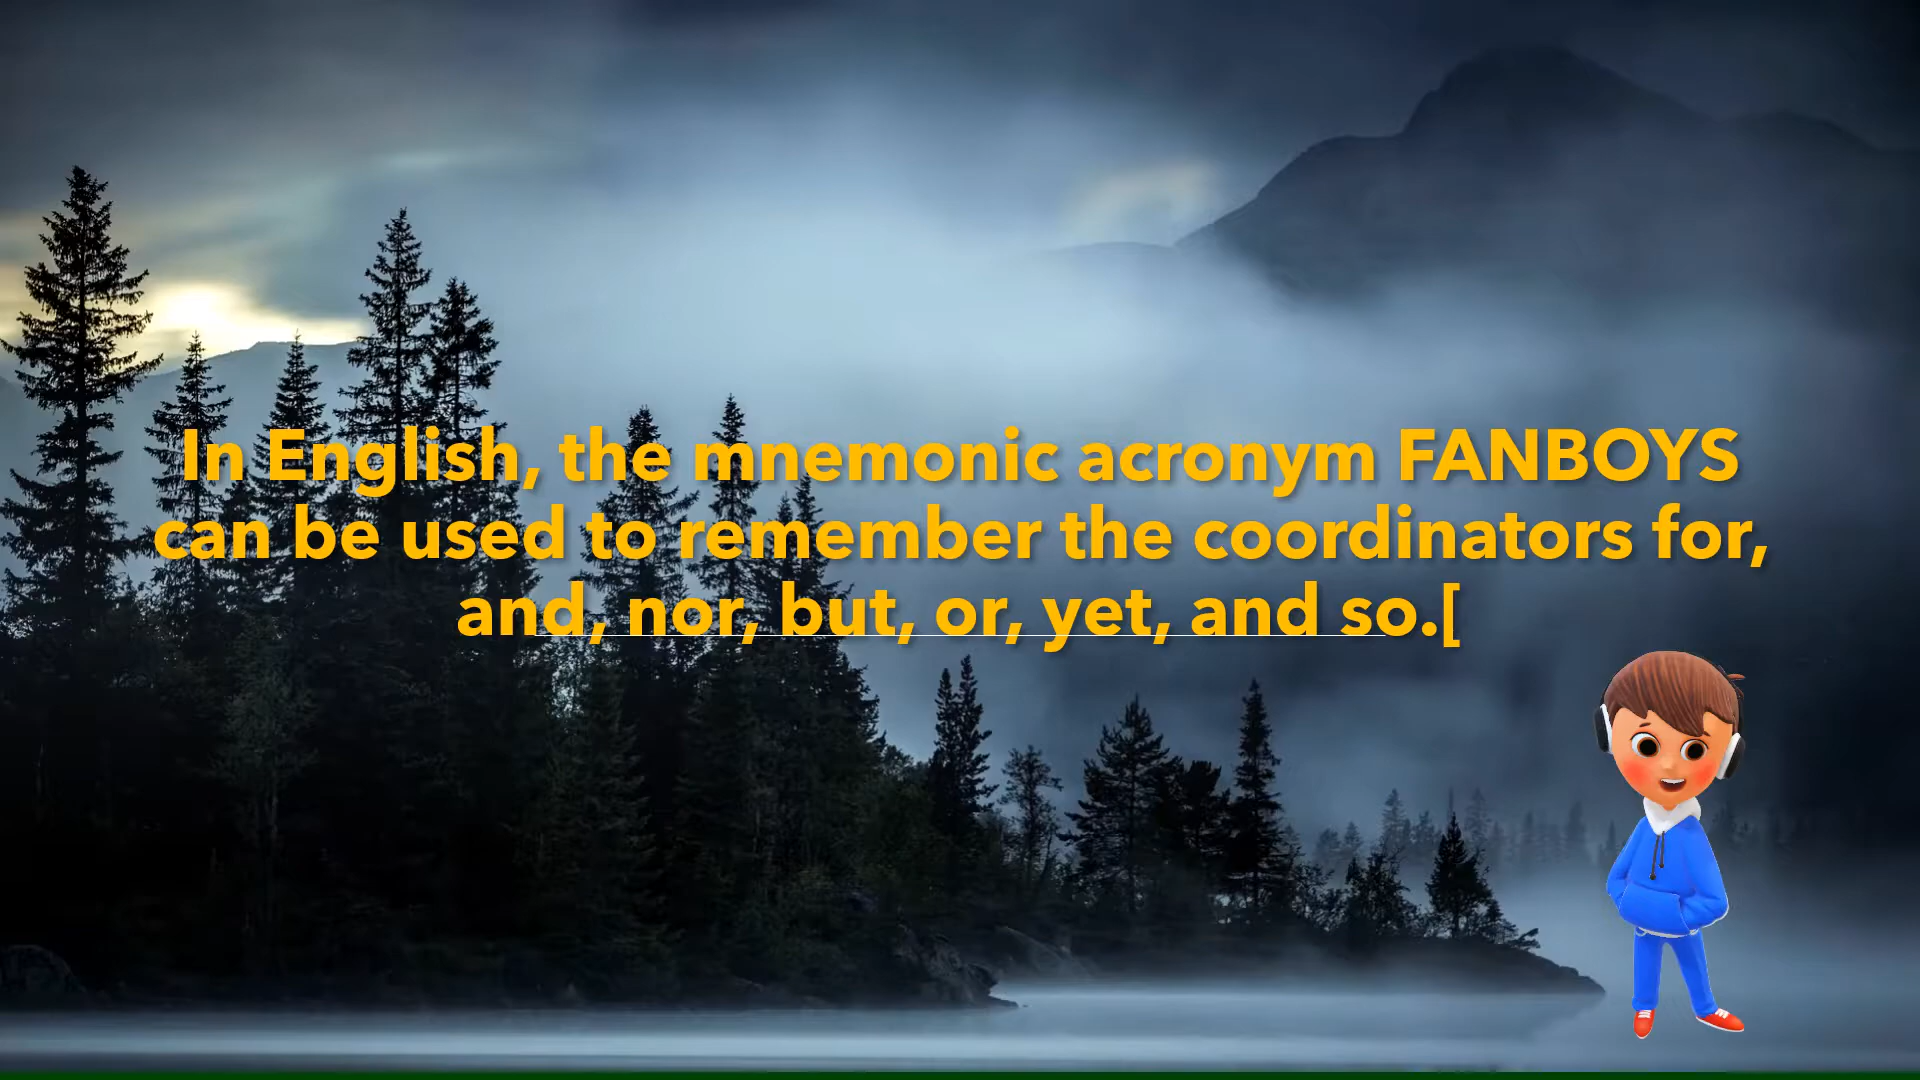 In English, the mnemonic acronym FANBOYS
can be used to remember the coordinators for,
and, nor, but, or, yet, and so.[